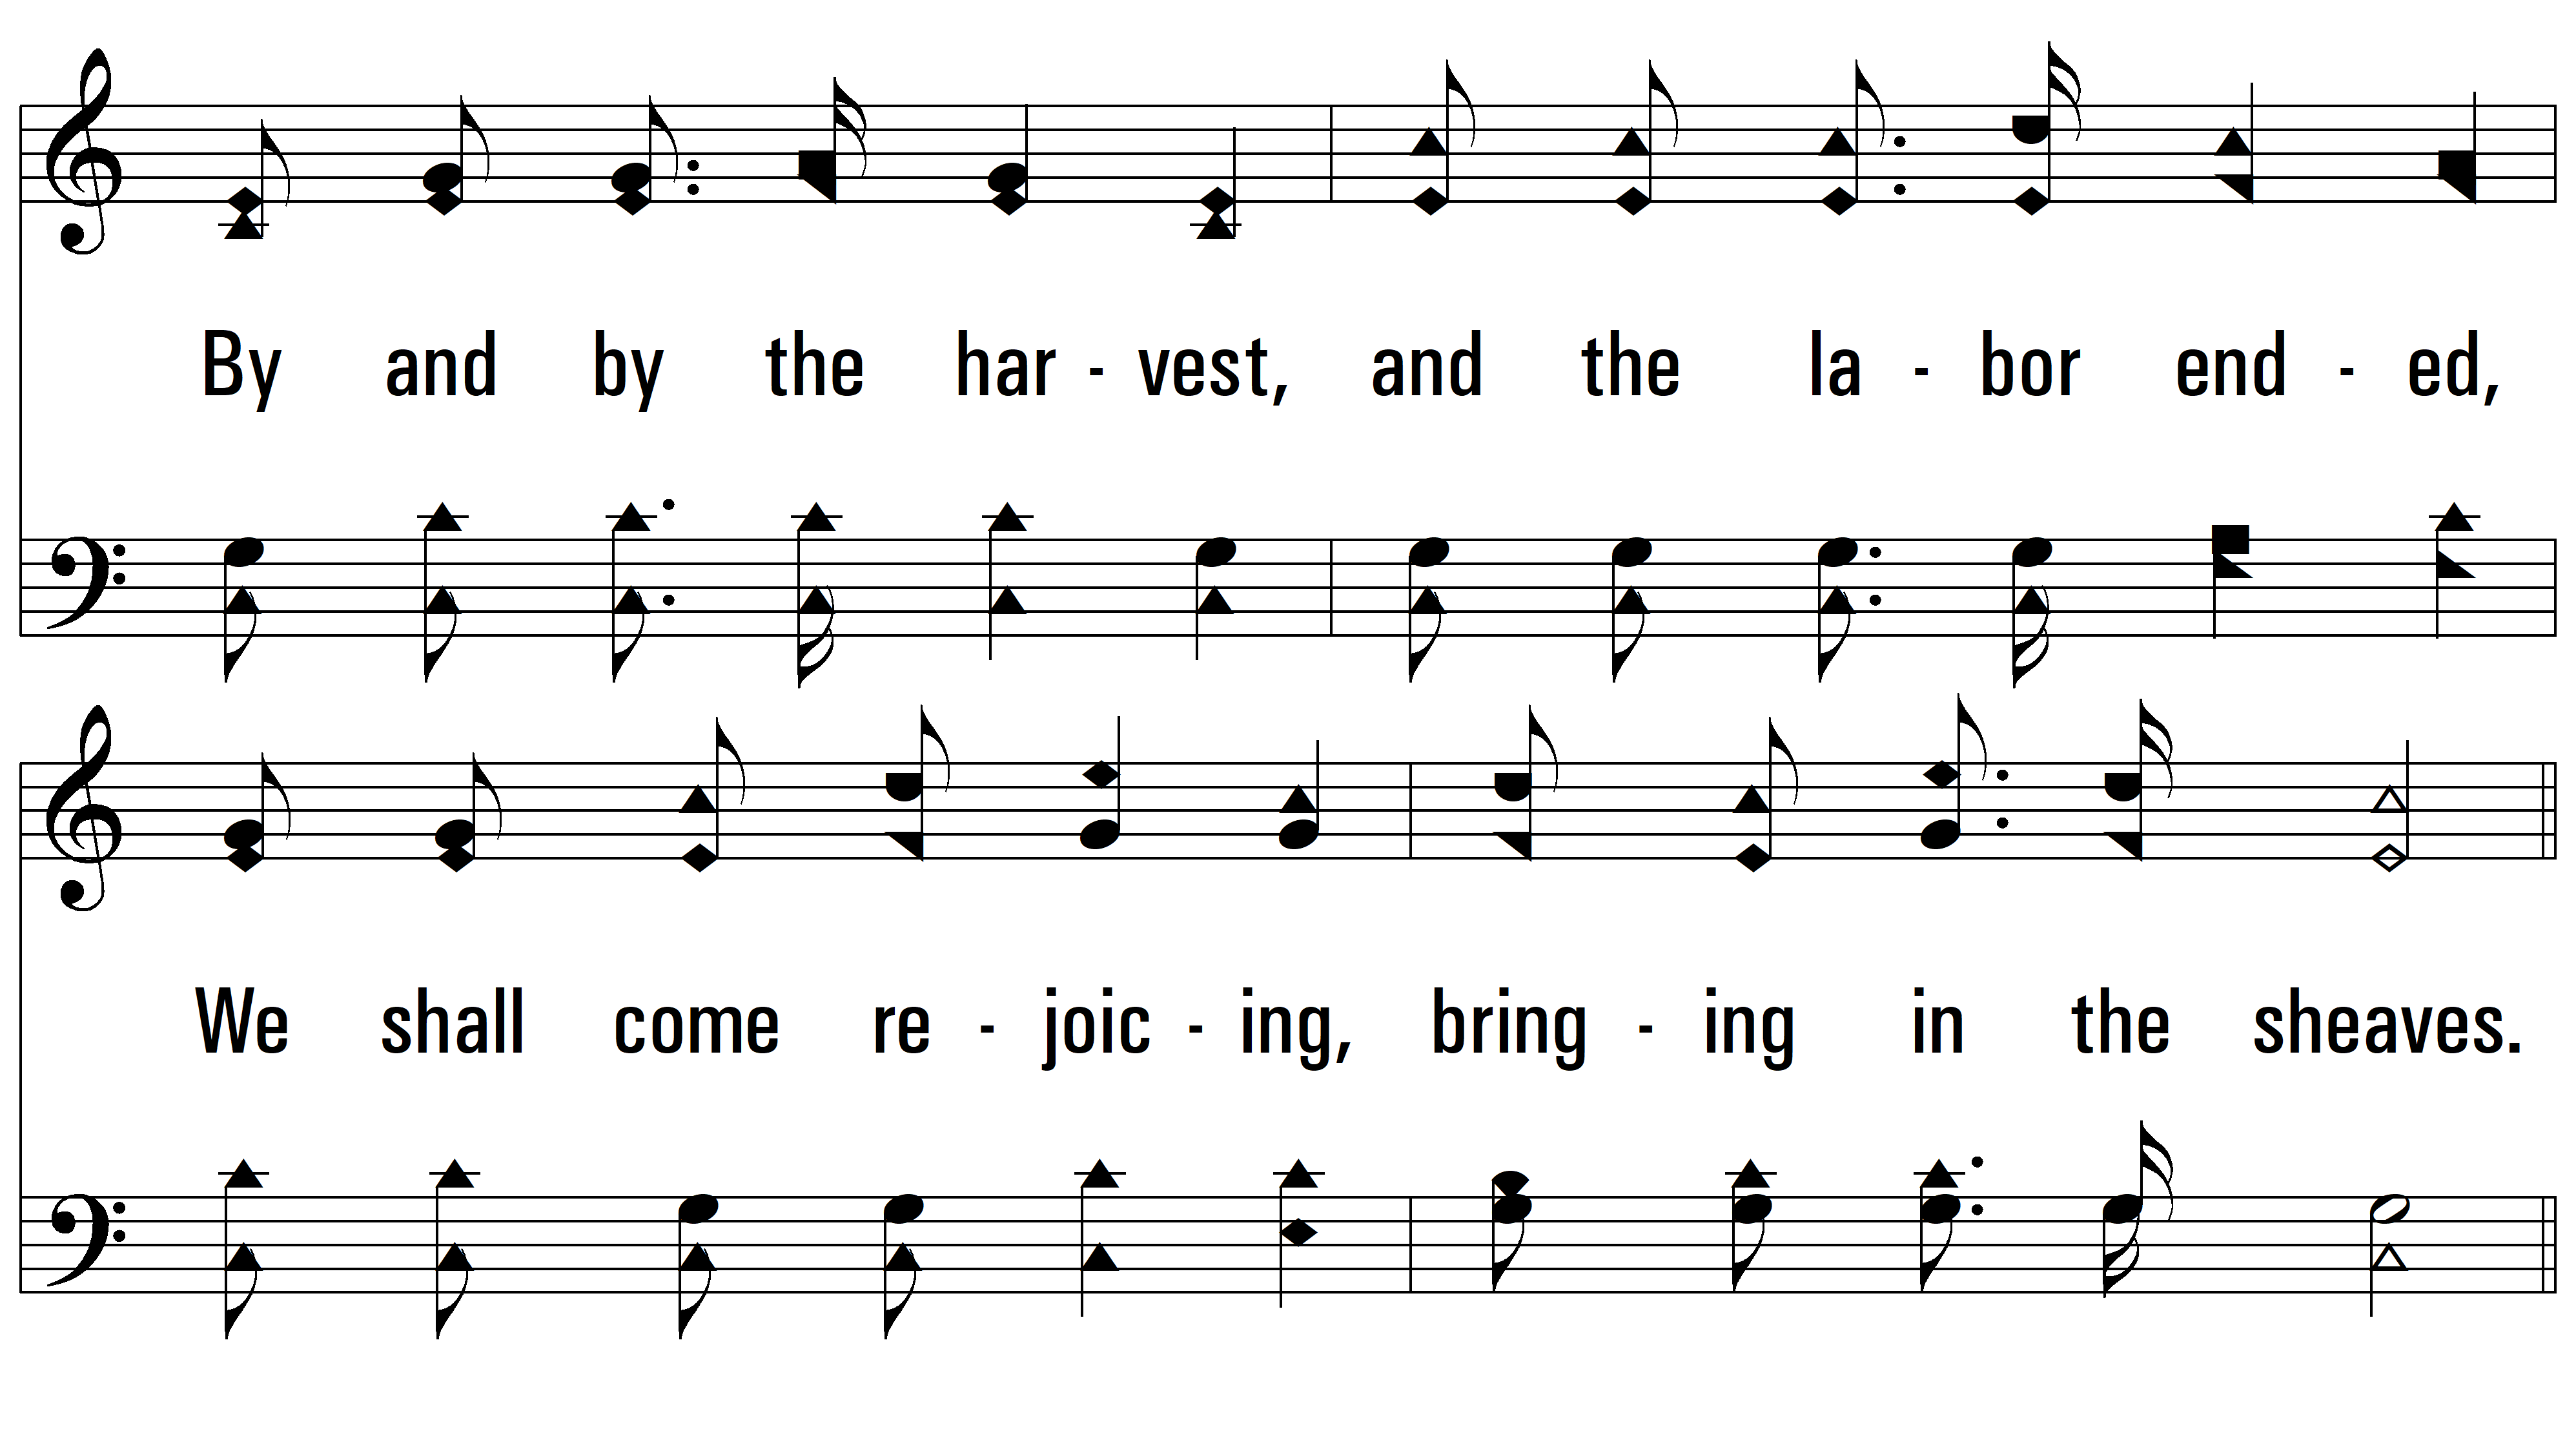 By and by the har - vest, and the la - bor end - ed,
We shall come re - joic - ing, bring - ing in the sheaves.